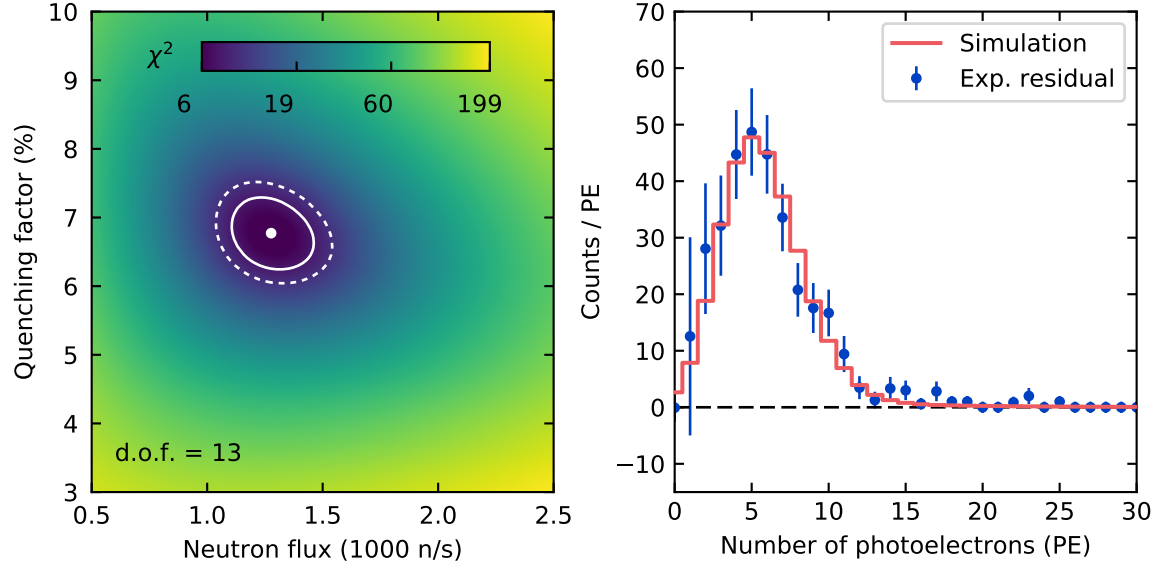 10
9
8
7
6
5
4
3
Quenching factor (%)
χ²
6 19 60 199
d.o.f. = 13
0.5 1.0 1.5 2.0 2.5
Neutron flux (1000 n/s)
70
60
50
40
30
20
10
0
−10
Counts / PE
Simulation
Exp. residual
0 5 10 15 20 25 30
Number of photoelectrons (PE)